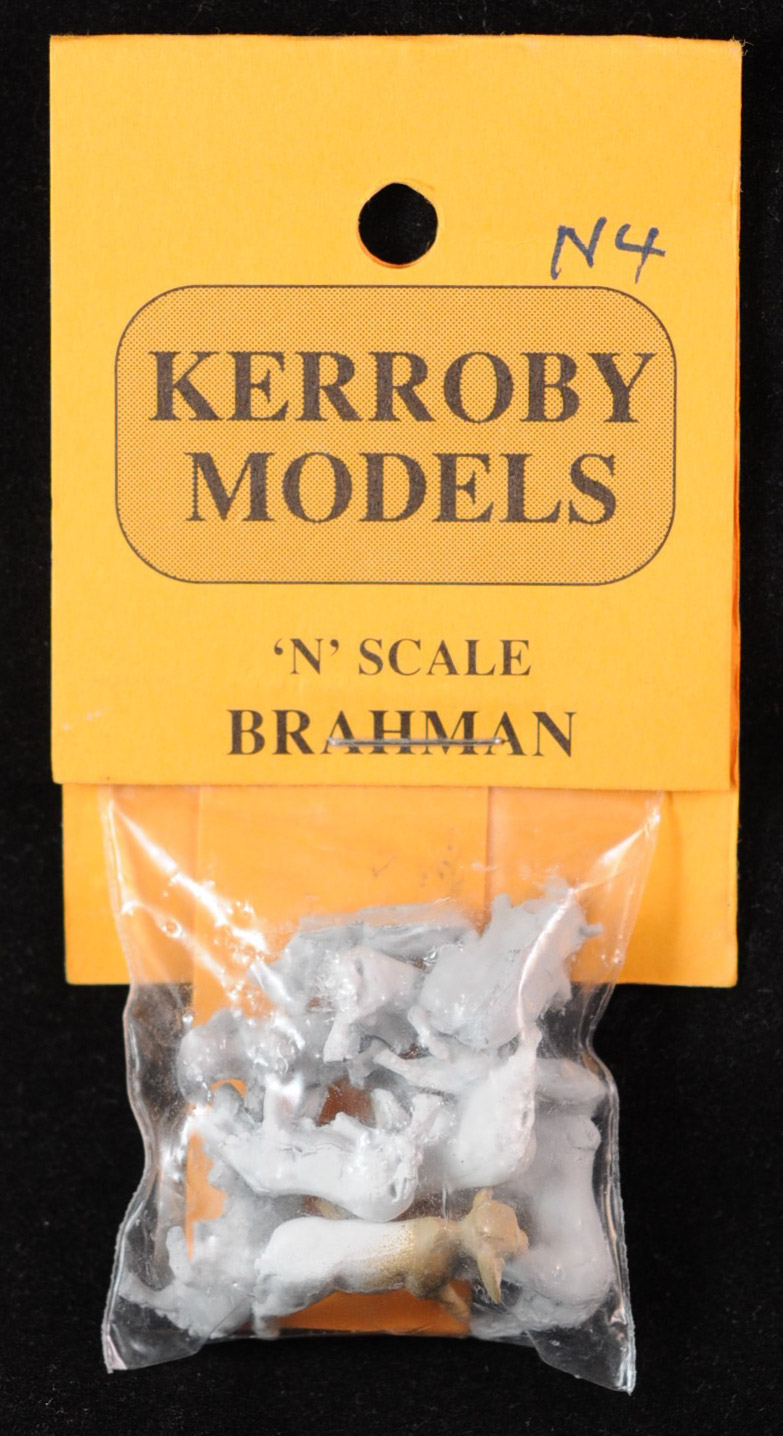 N4
KERROBY
MODELS
‘N’ SCALE
BRAHMAN